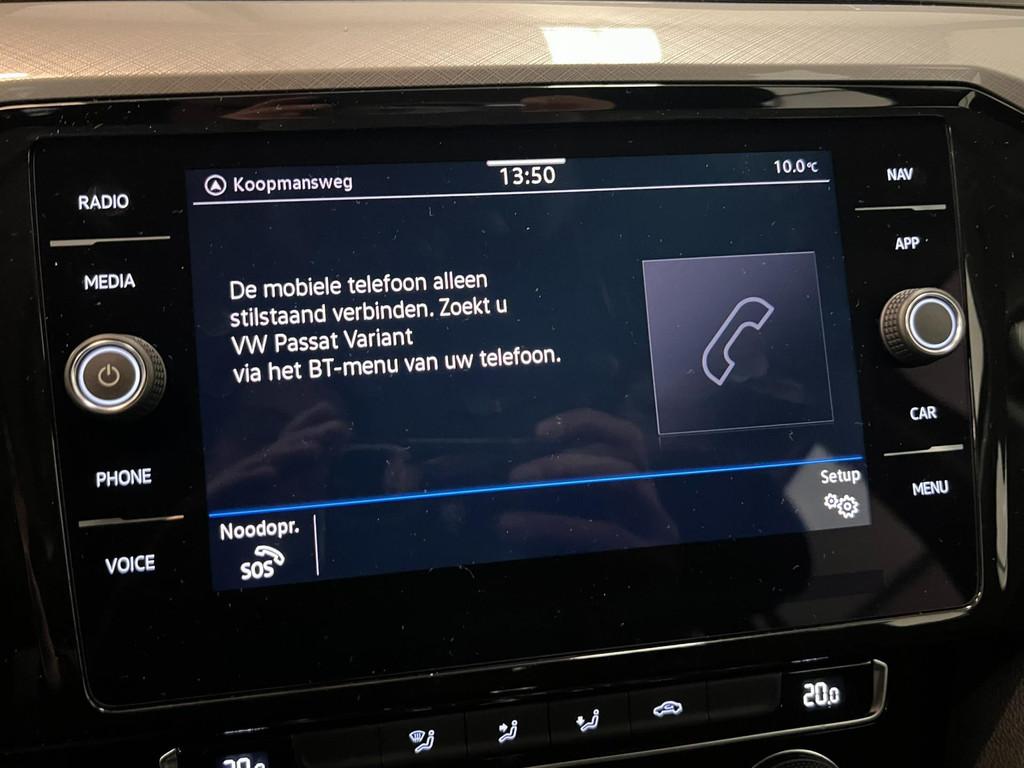 RADIO
MEDIA
PHONE
VOICE
Koopmansweg
13:50
10.0°C
De mobiele telefoon alleen
stilstaand verbinden. Zoekt u
VW Passat Variant
via het BT-menu van uw telefoon.
Noodopr.
SOS
Setup
NAV
APP
CAR
MENU
20.0